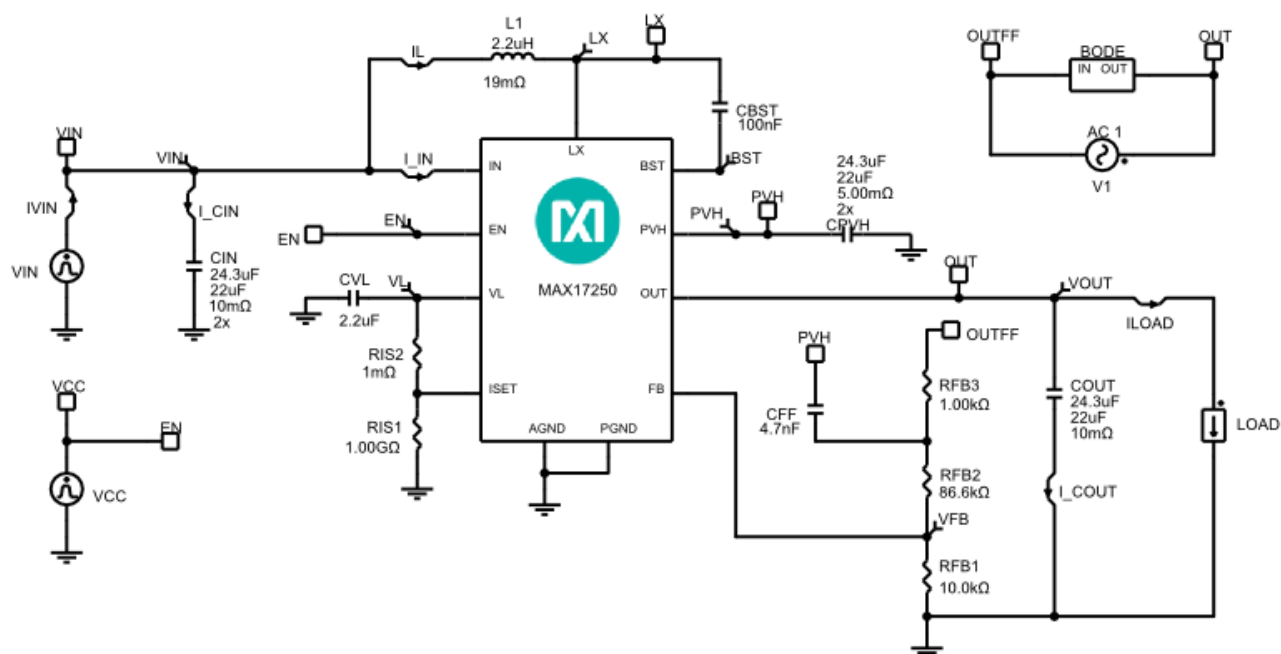 L1
2.2uH
19mΩ
IL
LX
LX
CBST
100nF
BST
OUTFF
OUT
BODE
IN OUT
AC 1
V1
VIN
VIN
I_IN
IVIN
I_CIN
VIN
CIN
24.3uF
22uF
10mΩ
2x
EN
EN
CVL
2.2uF
VL
RIS2
1mΩ
RIS1
1.00GΩ
LX
IN
BST
EN
PVH
VL
OUT
ISET
FB
AGND
PGND
MAX17250
PVH
PVH
24.3uF
22uF
5.00mΩ
2x
CPVH
OUT
VOUT
ILOAD
PVH
OUTFF
CFF
4.7nF
RFB3
1.00kΩ
RFB2
86.6kΩ
VFB
RFB1
10.0kΩ
COUT
24.3uF
22uF
10mΩ
I_COUT
LOAD
VCC
EN
VCC